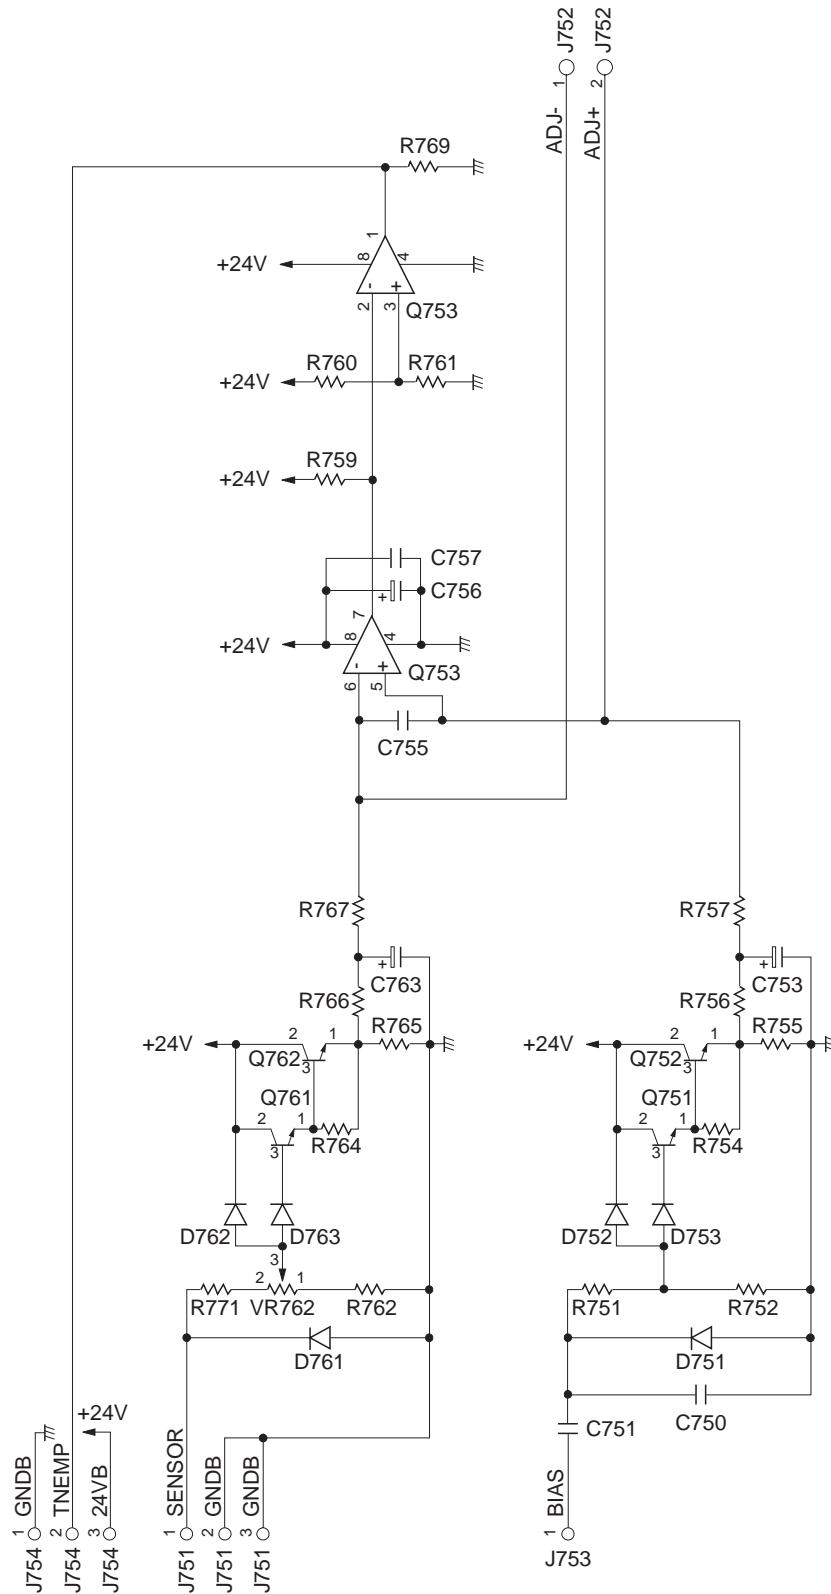 J752
J752
1
2
ADJ-
ADJ+
R769
1
+24V
8
4
-
+
2
3
Q753
R760
R761
+24V
R759
+24V
C757
+
C756
7
+24V
8
4
-
+
Q753
6
5
C755
R767
R757
+
C763
+
C753
R766
R756
+24V
2
1
R765
+24V
2
1
R755
Q762
3
Q752
3
Q761
Q751
2
1
R764
2
1
R754
3
3
D762
D763
D752
D753
3
2
1
R771
VR762
R762
R751
R752
D761
D751
+24V
C751
C750
GNDB
TNEMP
24VB
SENSOR
GNDB
GNDB
BIAS
1
2
3
1
2
3
1
J754
J754
J754
J751
J751
J751
J753